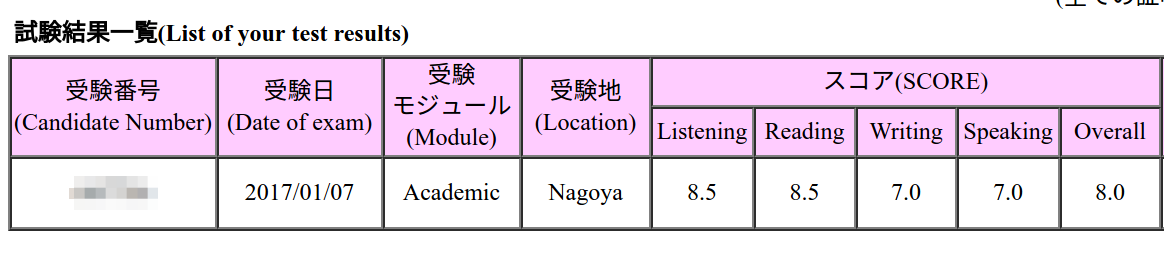 (全ての証
試験結果一覧(List of your test results)
受験番号
(Candidate Number)
受験日
(Date of exam)
受験
モジュール
(Module)
受験地
(Location)
スコア(SCORE)
Listening Reading Writing Speaking Overall
2017/01/07 Academic Nagoya 8.5 8.5 7.0 7.0 8.0